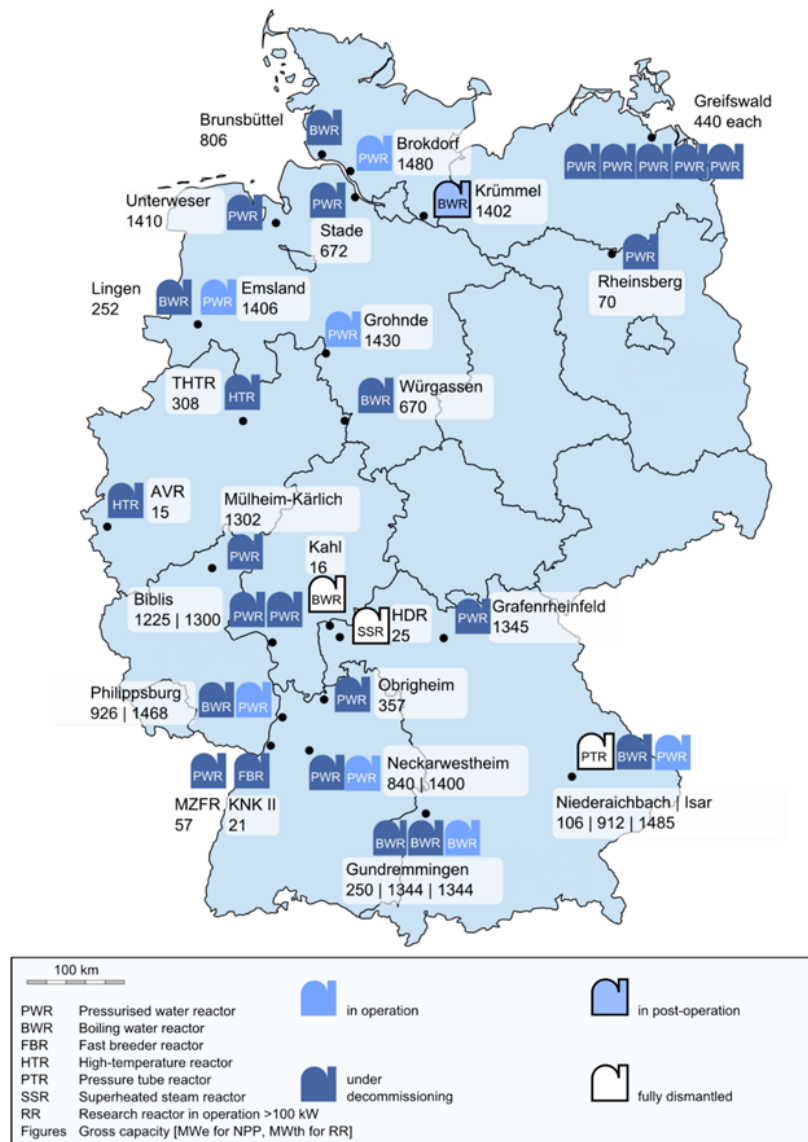 Brunsbüttel
806
BWR
PWR
Brokdorf
1480
Greifswald
440 each
PWR PWR PWR PWR PWR
Unterweser
1410
PWR
PWR
Stade
672
BWR
Krümmel
1402
PWR
Rheinsberg
70
Lingen
252
BWR
PWR
Emsland
1406
PWR
Grohnde
1430
THTR
308
HTR
BWR
Würgassen
670
HTR
AVR
15
Mülheim-Kärlich
1302
PWR
Kahl
16
BWR
Biblis
1225 | 1300
PWR PWR
SSR
HDR
25
PWR
Grafenrheinfeld
1345
Philippsburg
926 | 1468
BWR PWR
PWR
Obrigheim
357
PWR
MZFR
57
FBR
KNK II
21
PWR PWR
Neckarwestheim
840 | 1400
PTR BWR PWR
Niederaichbach | Isar
106 | 912 | 1485
BWR BWR BWR
Gundremmingen
250 | 1344 | 1344
100 km
PWR Pressurised water reactor
BWR Boiling water reactor
FBR Fast breeder reactor
HTR High-temperature reactor
PTR Pressure tube reactor
SSR Superheated steam reactor
RR Research reactor in operation >100 kW
Figures Gross capacity [MWe for NPP, MWth for RR]
in operation
in post-operation
under
decommissioning
fully dismantled